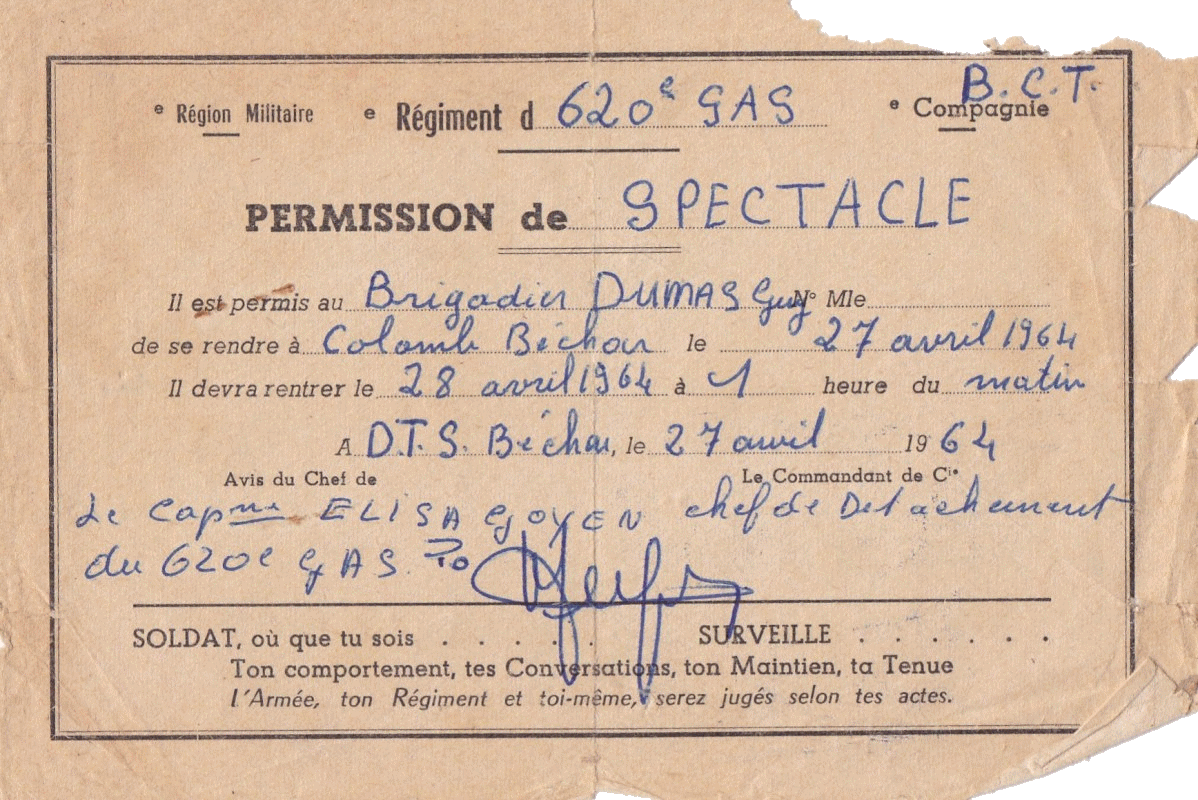 B.C.T.
e Région Militaire e Régiment d 620e GAS e Compagnie
PERMISSION de SPECTACLE
Il est permis au Brigadier DUMAS Guy N° Mle
de se rendre à Colomb Béchar le 27 avril 1964
Il devra rentrer le 28 avril 1964 à 1 heure du matin
A D.T.S. Béchar, le 27 avril 1964
Avis du Chef de Le Commandant de Cie
Le Capne ELISAGOYEN chef de Détachement
du 620e GAS. Po
SOLDAT, où que tu sois . . . . . SURVEILLE . . . . . .
Ton comportement, tes Conversations, ton Maintien, ta Tenue
l'Armée, ton Régiment et toi-même, serez jugés selon tes actes.